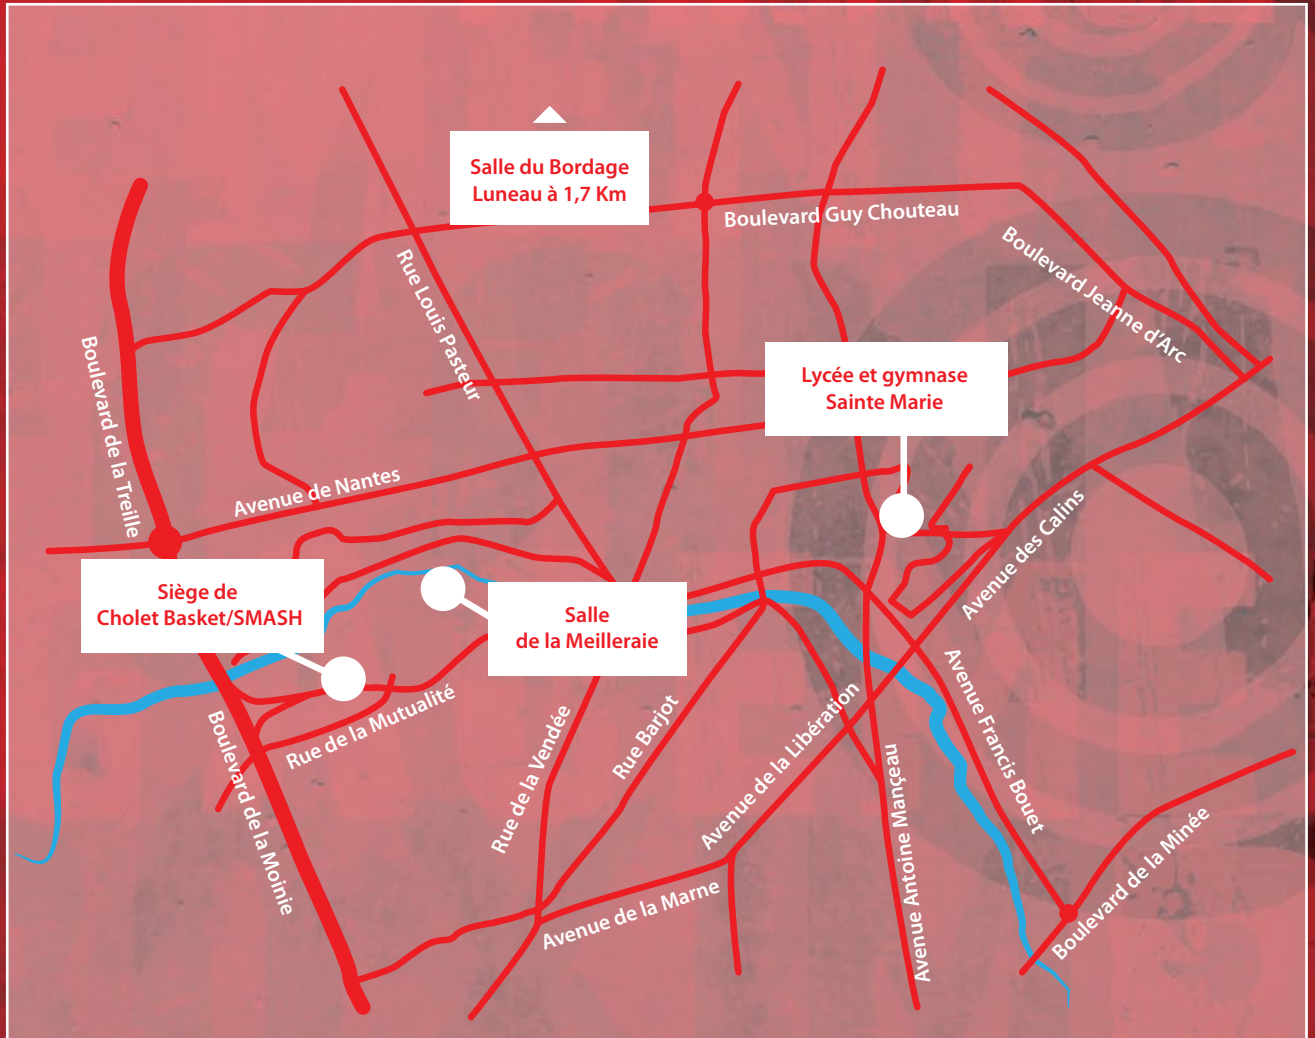 Salle du Bordage
Luneau à 1,7 Km
Boulevard Guy Chouteau
Boulevard Jeanne d'Arc
Rue Louis Pasteur
Boulevard de la Treille
Lycée et gymnase
Sainte Marie
Avenue de Nantes
Avenue des Calins
Siège de
Cholet Basket/SMASH
Salle
de la Meilleraie
Rue de la Mutualité
Boulevard de la Moinie
Rue de la Vendée
Rue Barjot
Avenue de la Libération
Avenue Antoine Mançeau
Avenue Francis Bouet
Boulevard de la Minée
Avenue de la Marne